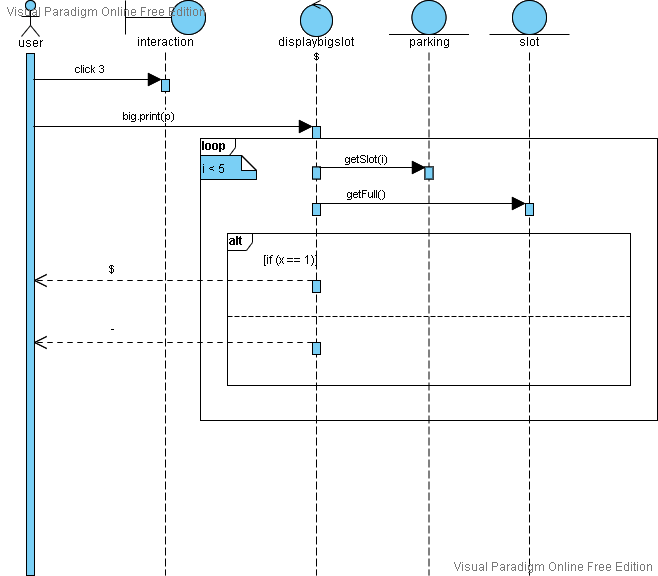 Visual Paradigm Online Free Edition
user
interaction
displaybigslot
$
parking
slot
click 3
big.print(p)
loop
i < 5
getSlot(i)
getFull()
alt
[if (x == 1)]
$
-
Visual Paradigm Online Free Edition